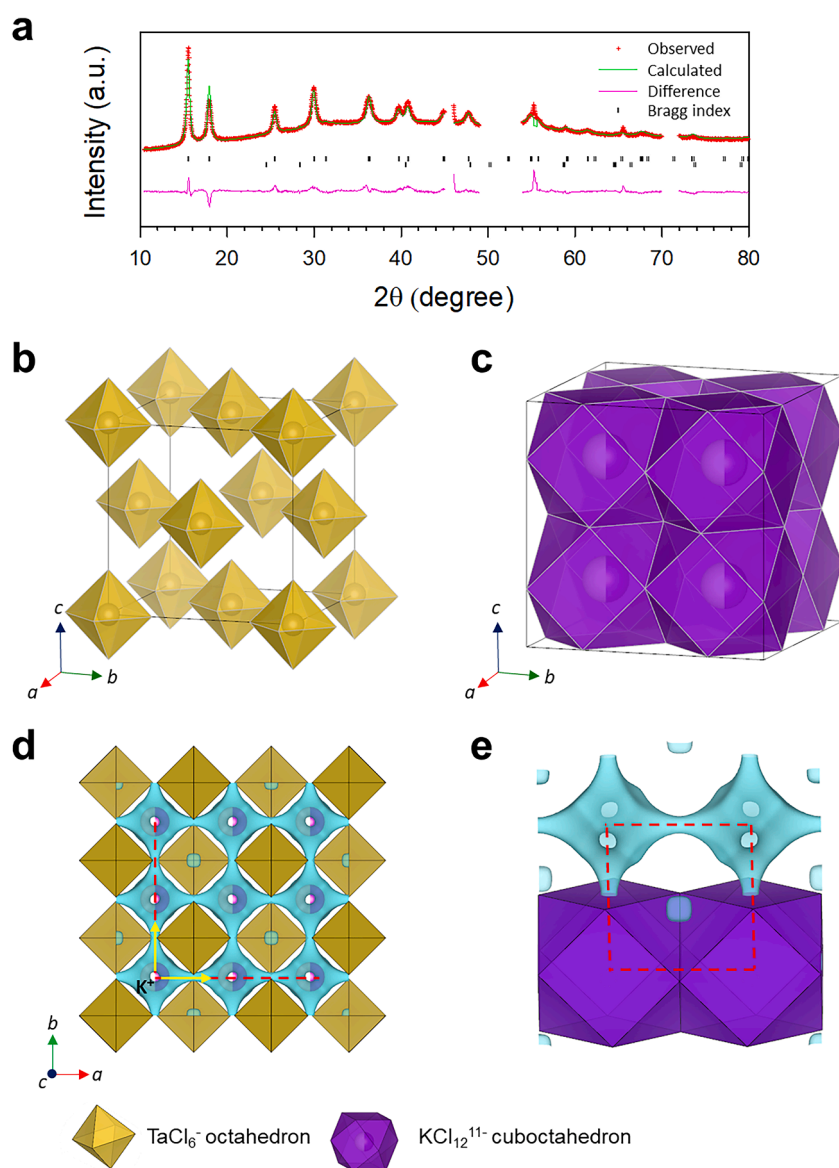 a
Intensity (a.u.)
Observed
Calculated
Difference
Bragg index
10 20 30 40 50 60 70 80
2θ (degree)
b
c
c
b
a
c
b
a
d
e
K⁺
b
c
a
TaCl₆⁻ octahedron
KCl₁₂¹¹⁻ cuboctahedron